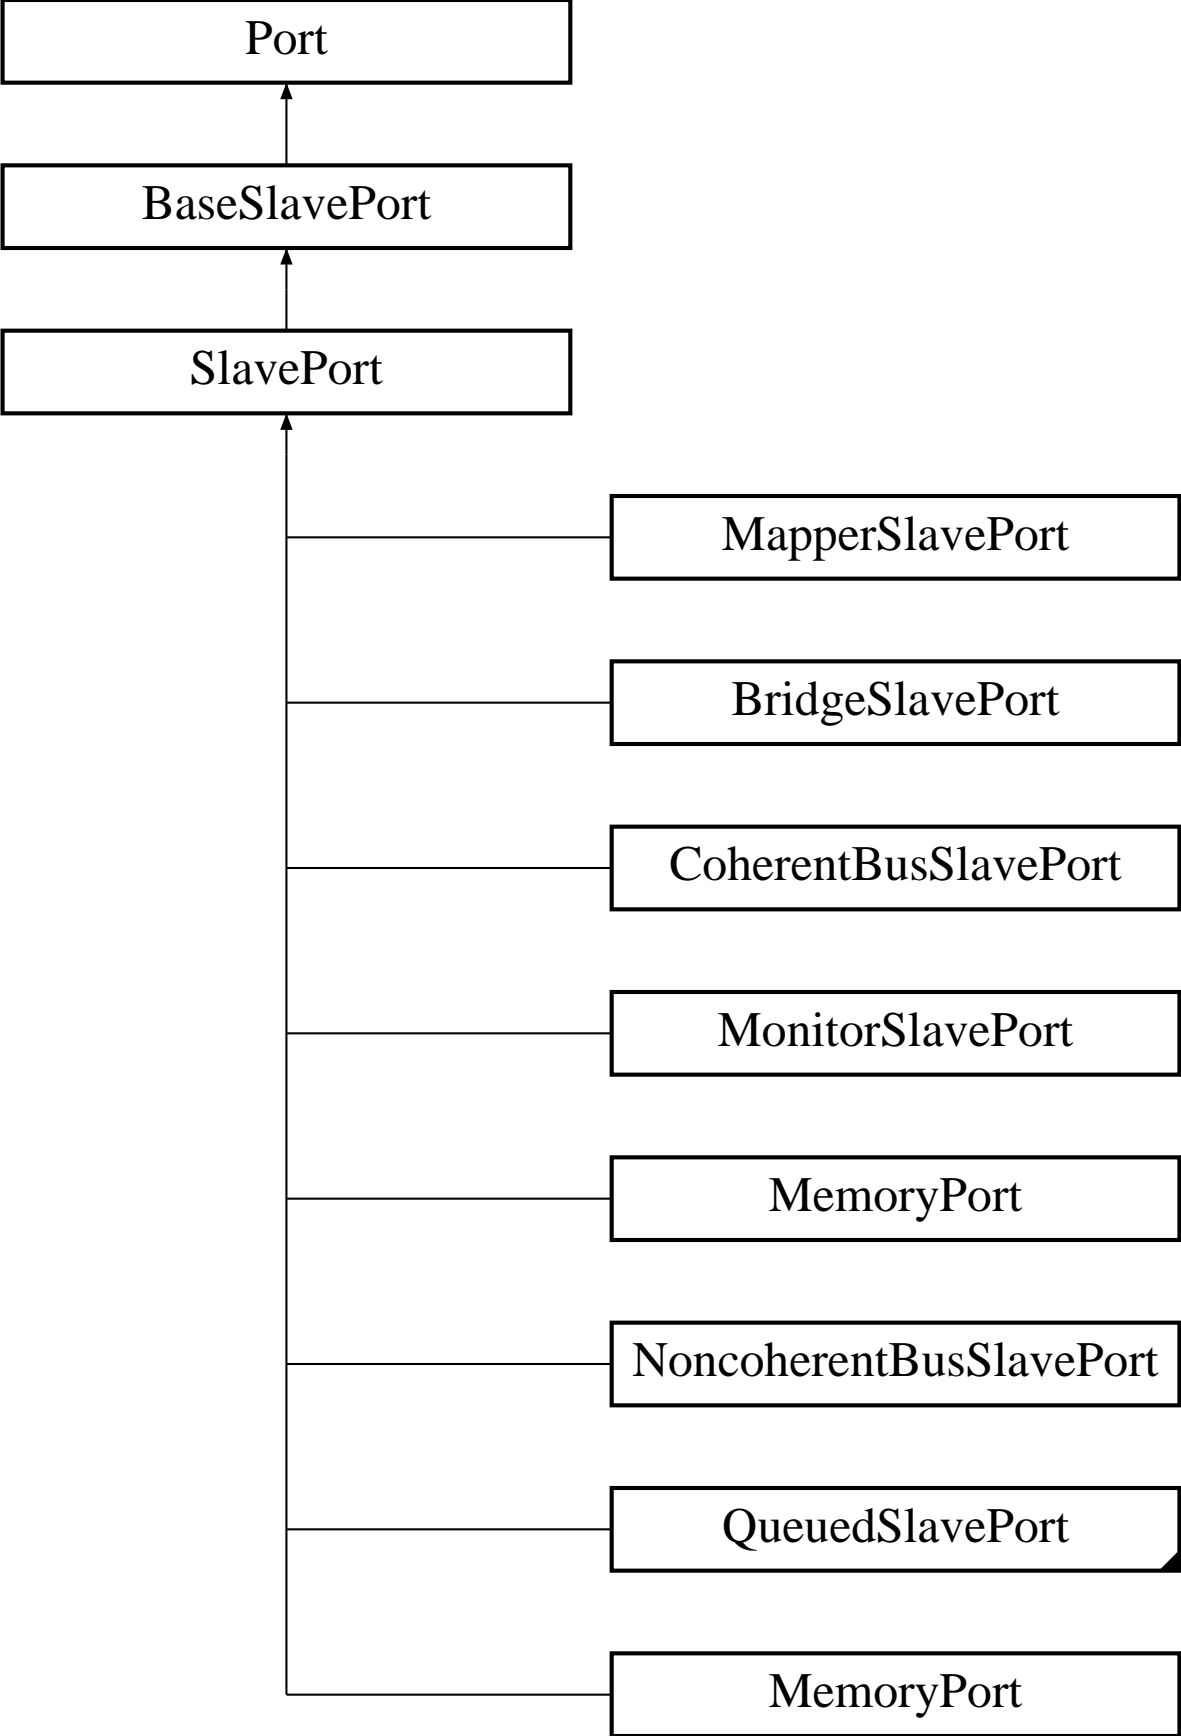 Port
BaseSlavePort
SlavePort
MapperSlavePort
BridgeSlavePort
CoherentBusSlavePort
MonitorSlavePort
MemoryPort
NoncoherentBusSlavePort
QueuedSlavePort
MemoryPort